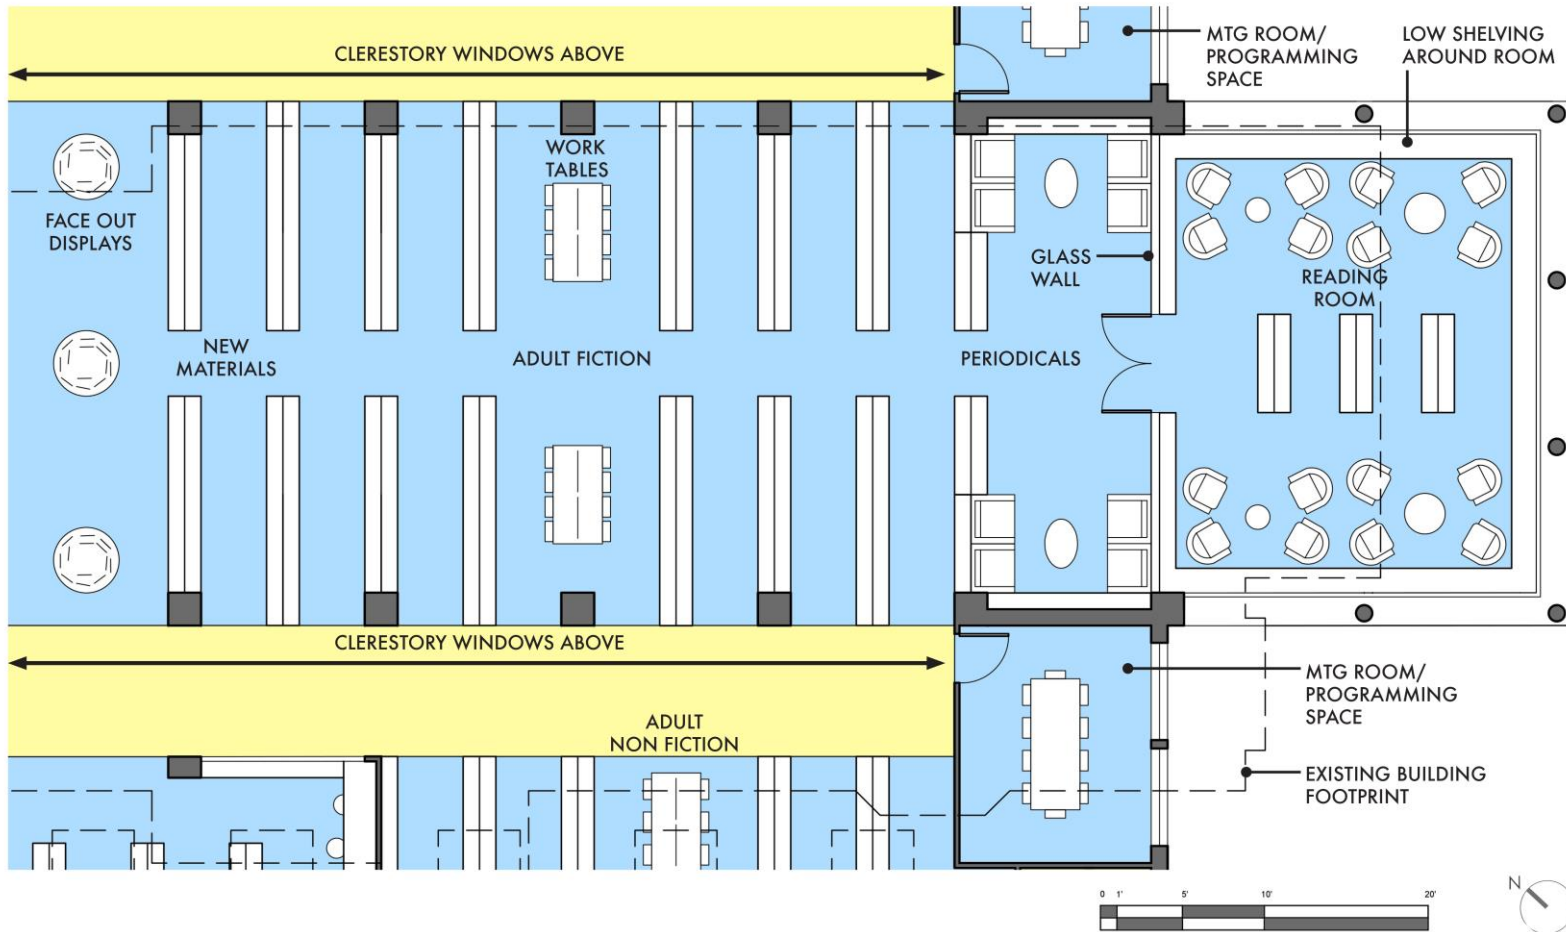 CLERESTORY WINDOWS ABOVE
MTG ROOM/
PROGRAMMING
SPACE
LOW SHELVING
AROUND ROOM
WORK
TABLES
FACE OUT
DISPLAYS
GLASS
WALL
READING
ROOM
NEW
MATERIALS
ADULT FICTION
PERIODICALS
CLERESTORY WINDOWS ABOVE
MTG ROOM/
PROGRAMMING
SPACE
ADULT
NON FICTION
EXISTING BUILDING
FOOTPRINT
0 1' 5' 10' 20'
N